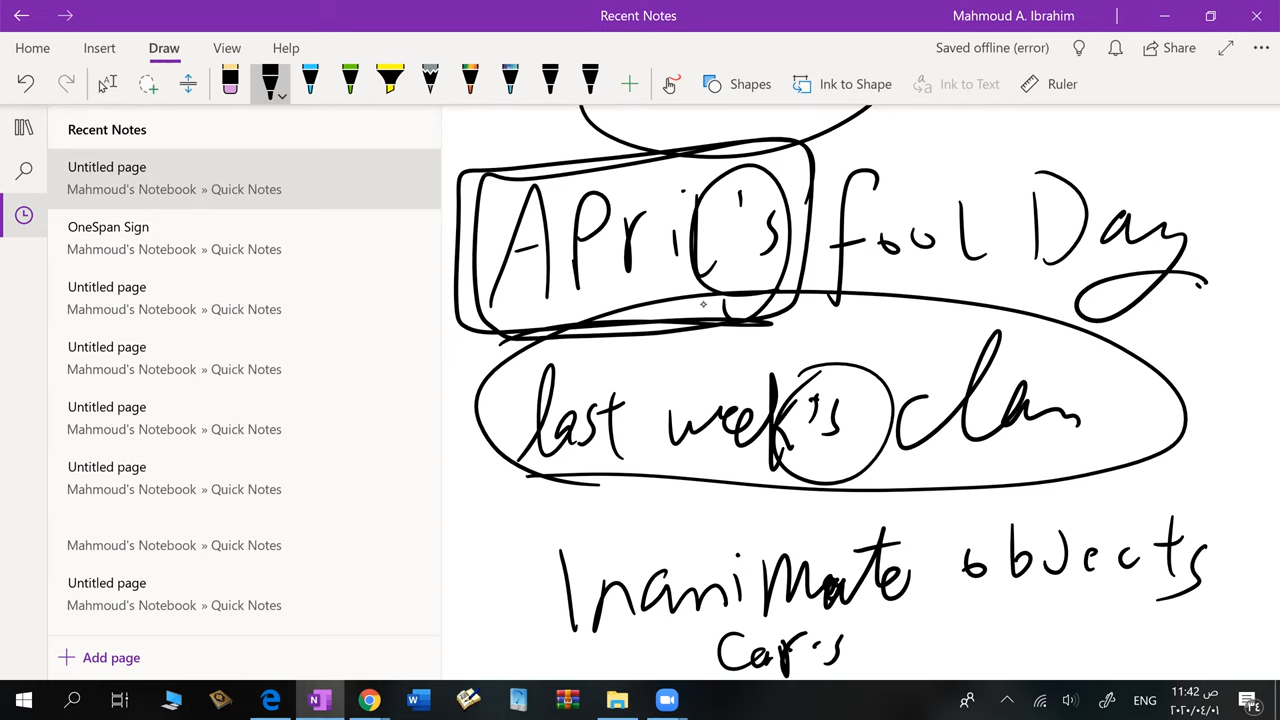 Recent Notes
Mahmoud A. Ibrahim
Home Insert Draw View Help
Saved offline (error)
Share
Shapes
Ink to Shape
Ink to Text
Ruler
Recent Notes
Untitled page
Mahmoud's Notebook » Quick Notes
OneSpan Sign
Mahmoud's Notebook » Quick Notes
Untitled page
Mahmoud's Notebook » Quick Notes
Untitled page
Mahmoud's Notebook » Quick Notes
Untitled page
Mahmoud's Notebook » Quick Notes
Untitled page
Mahmoud's Notebook » Quick Notes
Mahmoud's Notebook » Quick Notes
Untitled page
Mahmoud's Notebook » Quick Notes
+ Add page
April's fool Day
last week's class
Inanimate objects
Car's
ENG
11:42 ص
٢٠٢٠/٠٤/٠١
٣٤